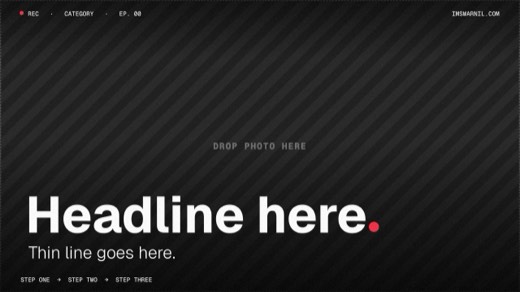 REC · CATEGORY · EP. 00
IMSWARNIL.COM
DROP PHOTO HERE
Headline here.
Thin line goes here.
STEP ONE → STEP TWO → STEP THREE